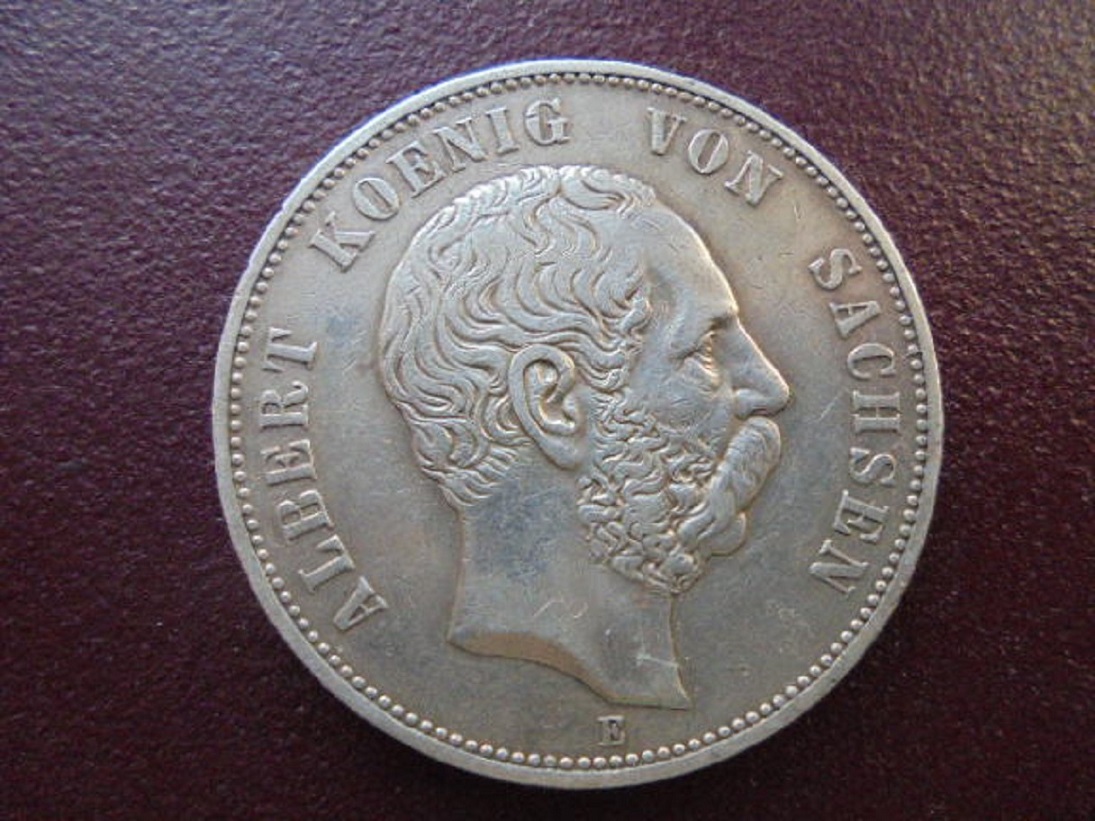 ALBERT KOENIG VON SACHSEN
E